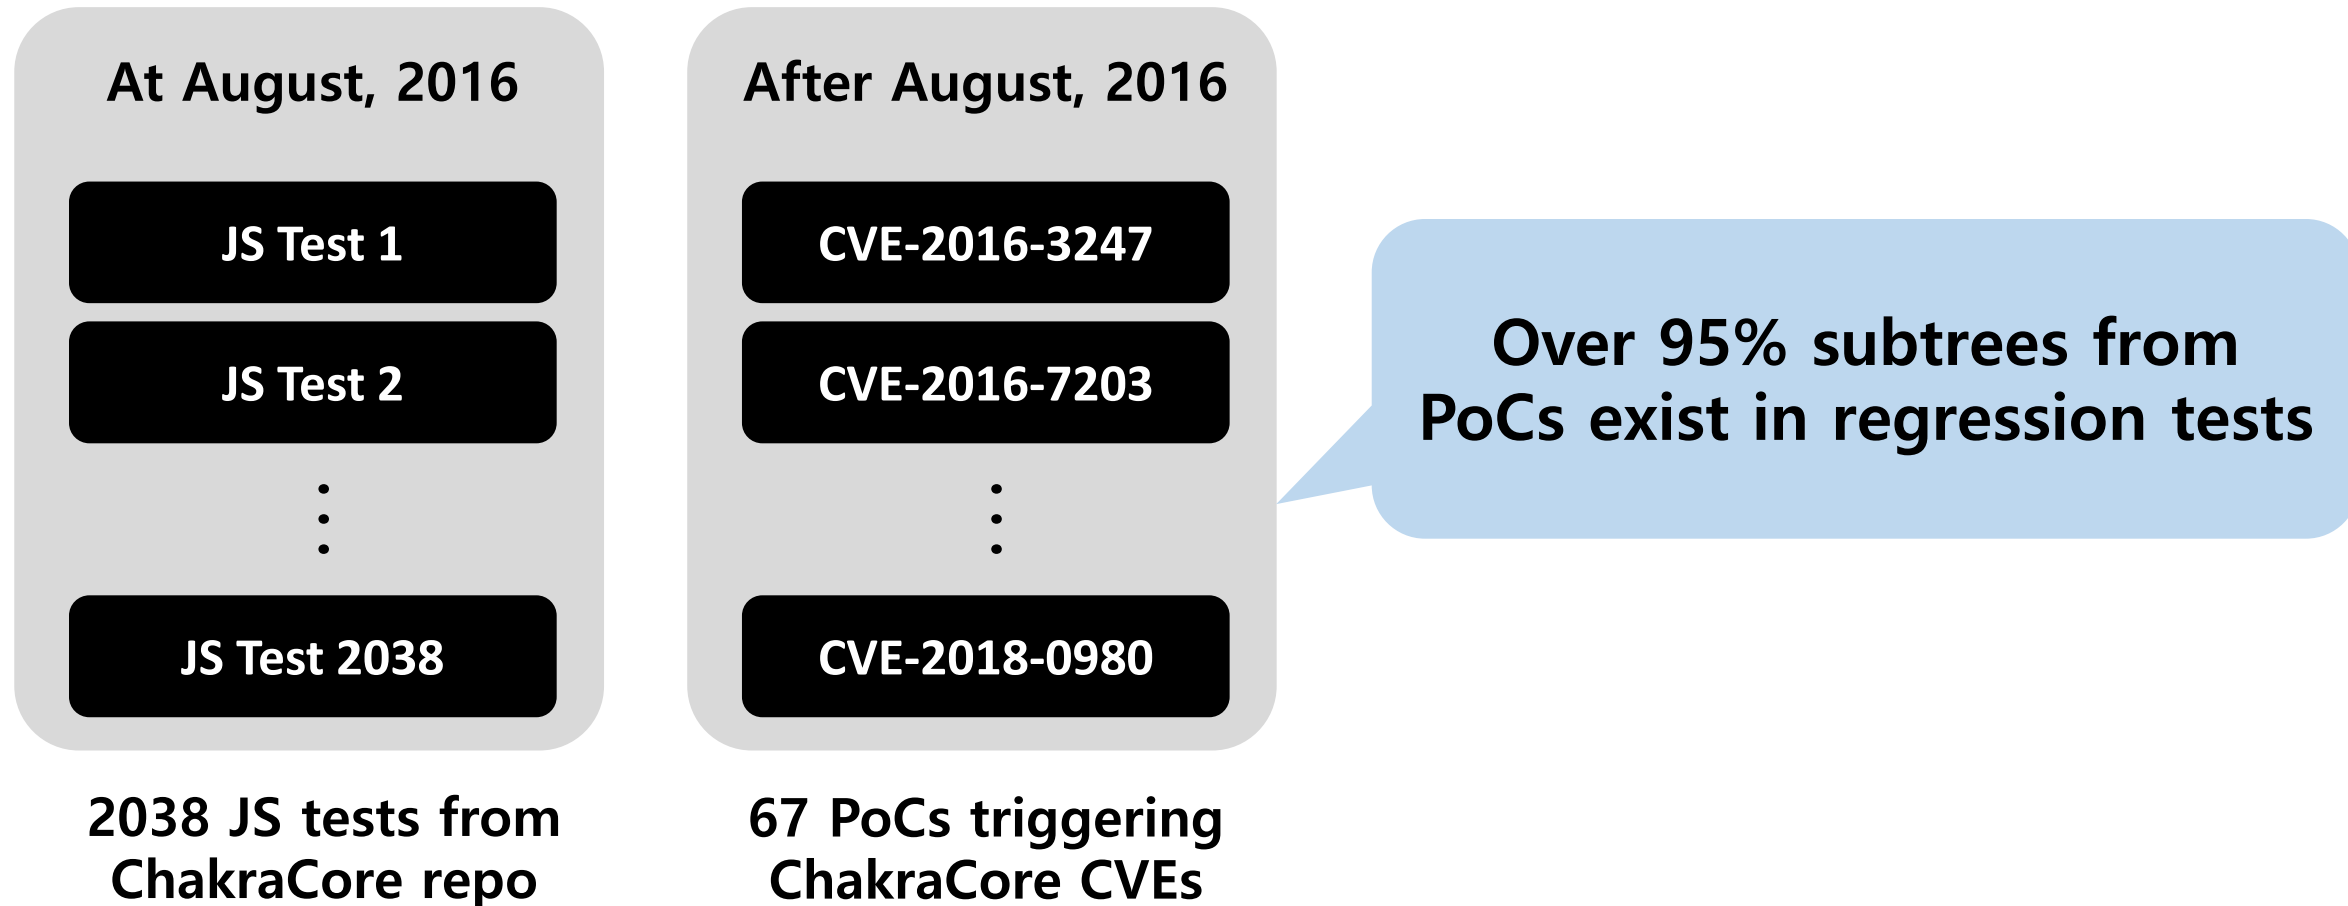 At August, 2016
JS Test 1
JS Test 2
JS Test 2038
2038 JS tests from
ChakraCore repo
After August, 2016
CVE-2016-3247
CVE-2016-7203
CVE-2018-0980
67 PoCs triggering
ChakraCore CVEs
Over 95% subtrees from
PoCs exist in regression tests